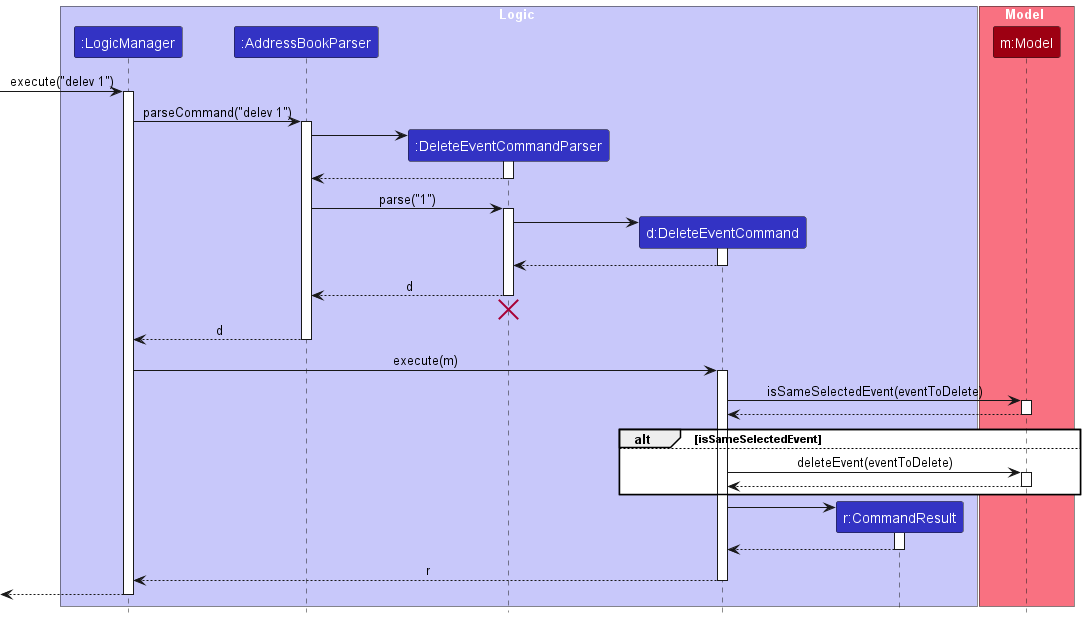 Logic
Model
:LogicManager
:AddressBookParser
m:Model
execute("delev 1")
parseCommand("delev 1")
:DeleteEventCommandParser
parse("1")
d:DeleteEventCommand
d
d
execute(m)
isSameSelectedEvent(eventToDelete)
alt
[isSameSelectedEvent]
deleteEvent(eventToDelete)
r:CommandResult
r